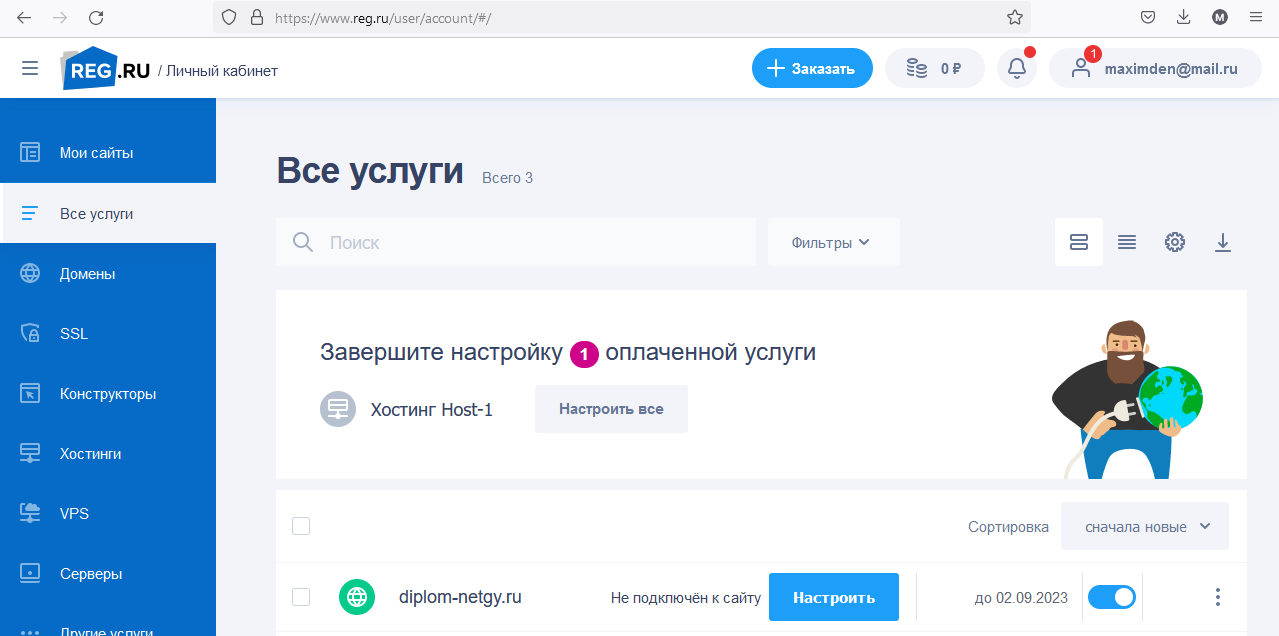 https://www.reg.ru/user/account/#/
M
REG.RU / Личный кабинет
Заказать
0 ₽
1
maximden@mail.ru
Мои сайты
Все услуги
Домены
SSL
Конструкторы
Хостинги
VPS
Серверы
Другие услуги
Все услуги
Всего 3
Поиск
Фильтры
Завершите настройку 1 оплаченной услуги
Хостинг Host-1
Настроить все
Сортировка
сначала новые
diplom-netgy.ru
Не подключён к сайту
Настроить
до 02.09.2023